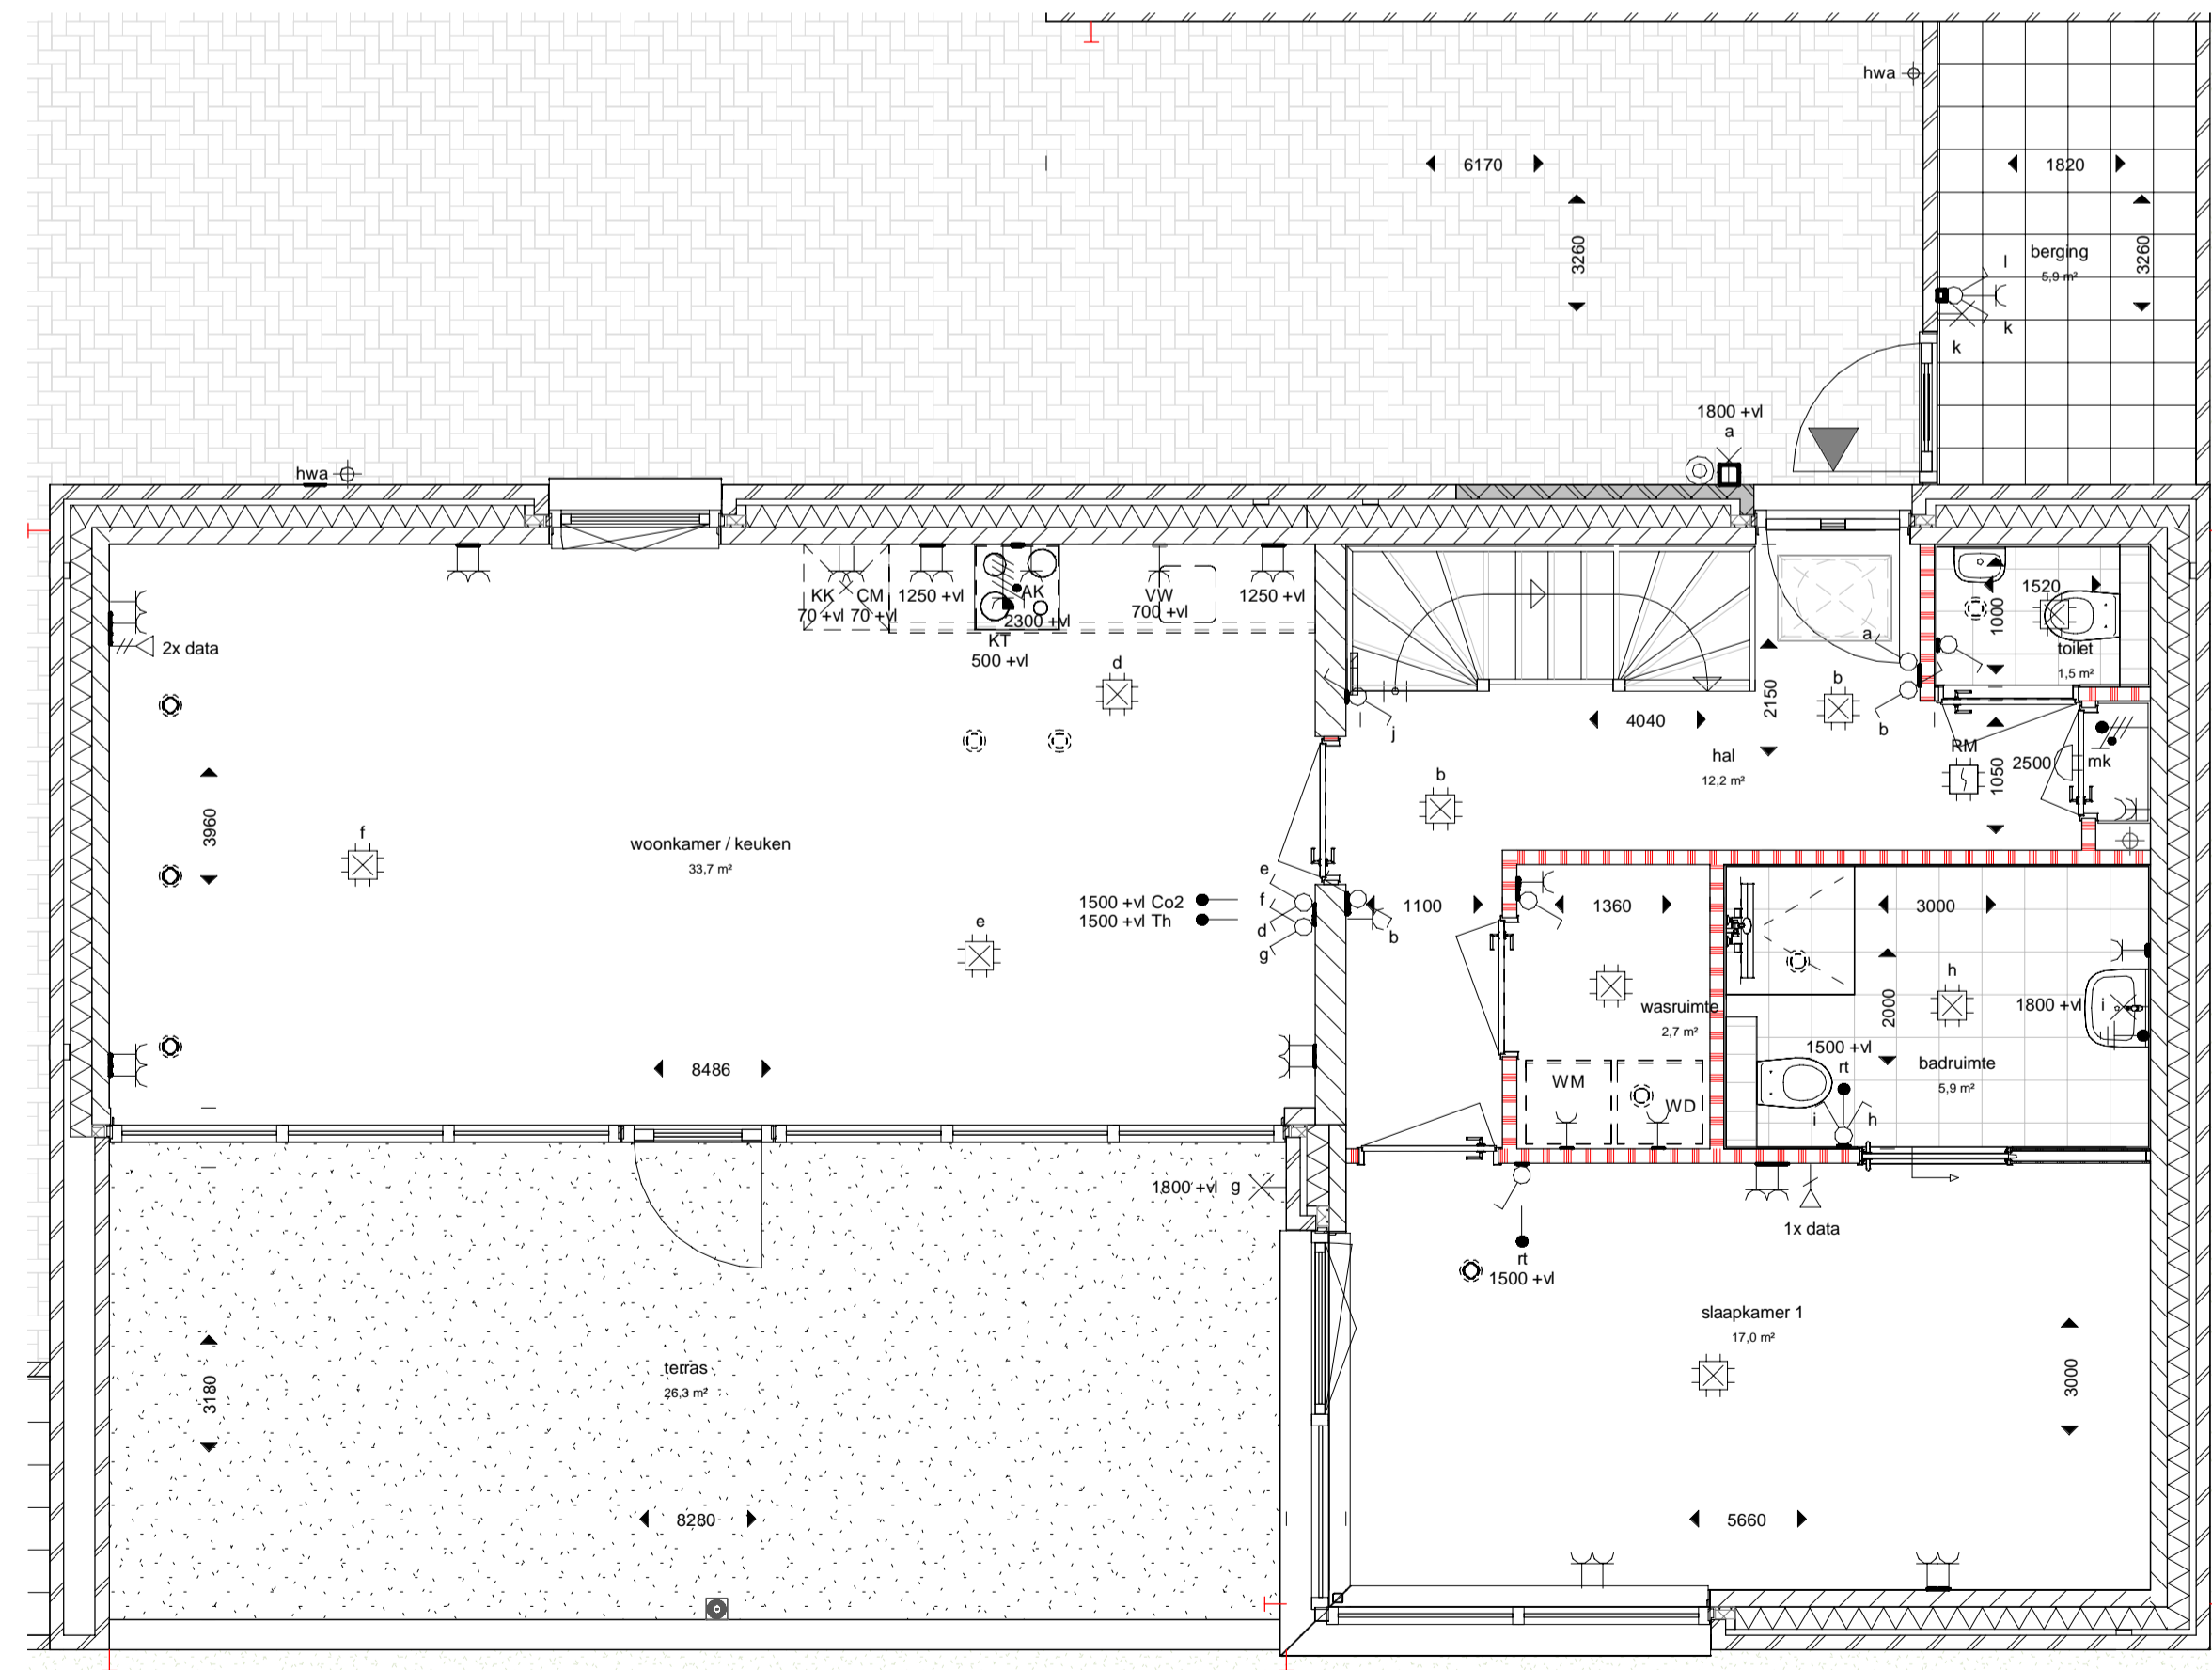 hwa
6170
1820
3260
berging
5,9 m²
3260
l
k
k
1800 +vl
a
hwa
KK
CM
70 +vl
70 +vl
1250 +vl
AK
2300 +vl
KT
500 +vl
VW
700 +vl
1250 +vl
2x data
d
j
4040
2150
a
b
b
1000
1520
toilet
1,5 m²
hal
12,2 m²
RM
1050
2500
mk
b
3960
f
woonkamer / keuken
33,7 m²
e
f
1500 +vl Co2
1500 +vl Th
d
g
e
1100
b
1360
3000
2000
h
1800 +vl
i
wasruimte
2,7 m²
1500 +vl
rt
badruimte
5,9 m²
i
h
8486
WM
WD
1800 +vl
g
1x data
rt
1500 +vl
slaapkamer 1
17,0 m²
3000
terras
26,3 m²
3180
8280
5660